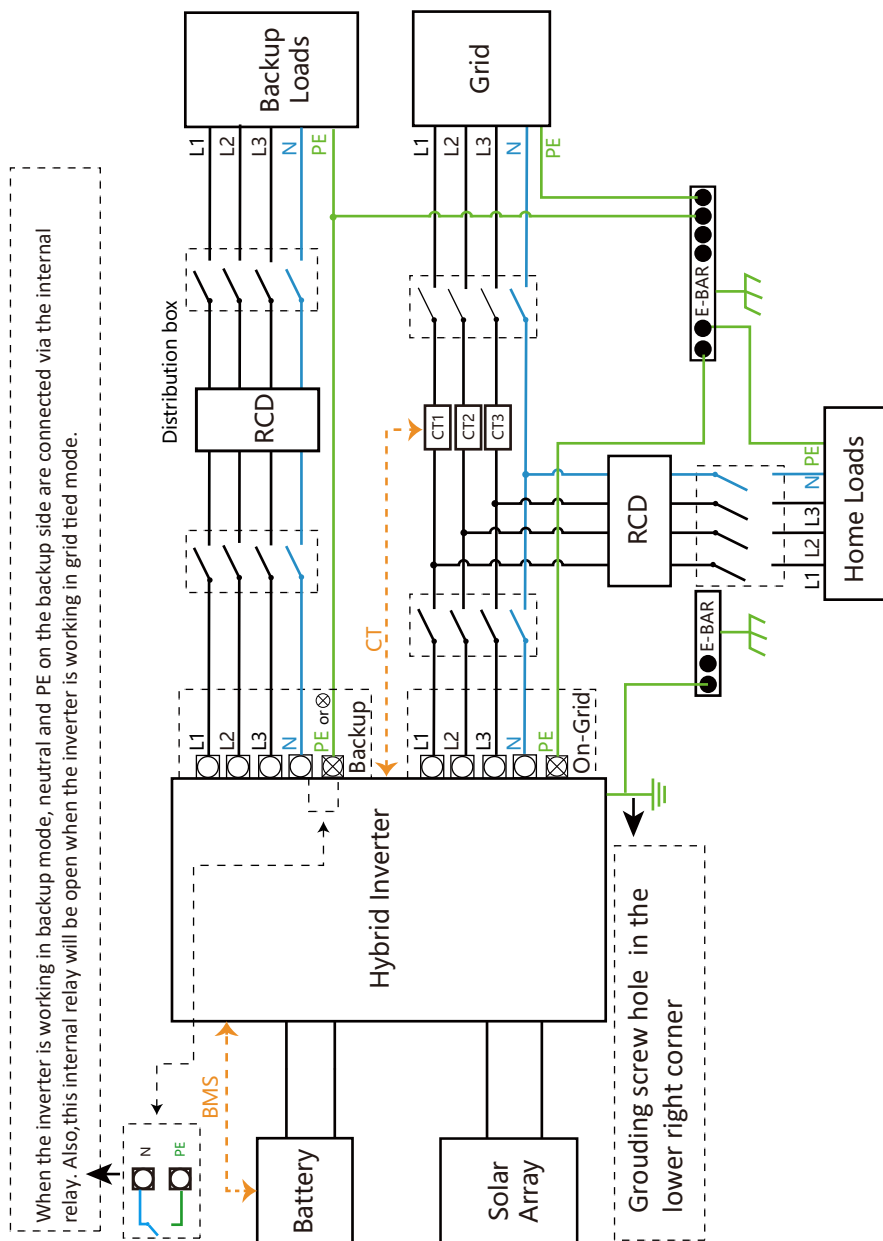 When the inverter is working in backup mode, neutral and PE on the backup side are connected via the internal
relay. Also,this internal relay will be open when the inverter is working in grid tied mode.
N
PE
BMS
Battery
Solar
Array
Hybrid Inverter
Grouding screw hole in the
lower right corner
L1
L2
L3
N
PE or
Backup
L1
L2
L3
N
PE
On-Grid
CT
E-BAR
Distribution box
RCD
CT1
CT2
CT3
RCD
L1
L2
L3
N
PE
Home Loads
E-BAR
L1
L2
L3
N
PE
Backup
Loads
L1
L2
L3
N
PE
Grid